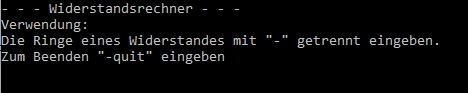 - - - Widerstandsrechner - - -
Verwendung:
Die Ringe eines Widerstandes mit "-" getrennt eingeben.
Zum Beenden "-quit" eingeben